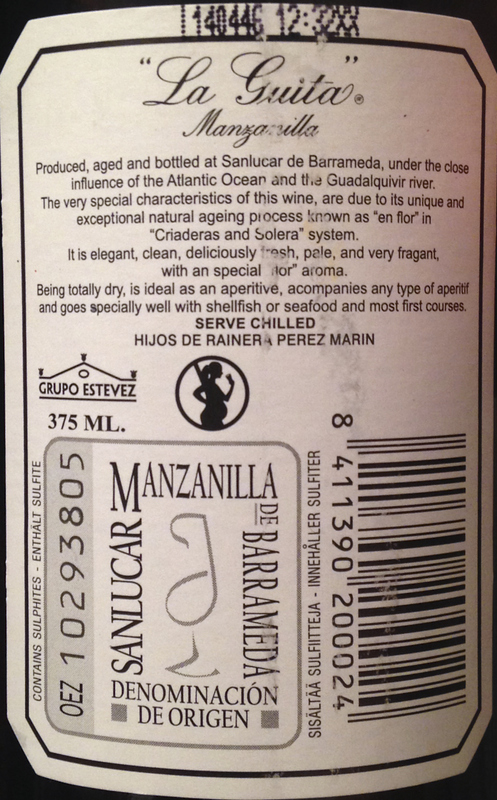 L140446 12:32
"La Guita"®
Manzanilla
Produced, aged and bottled at Sanlucar de Barrameda, under the close
influence of the Atlantic Ocean and the Guadalquivir river.
The very special characteristics of this wine, are due to its unique and
exceptional natural ageing process known as "en flor" in
"Criaderas and Solera" system.
It is elegant, clean, deliciously fresh, pale, and very fragant,
with an special "flor" aroma.
Being totally dry, is ideal as an aperitive, acompanies any type of aperitif
and goes specially well with shellfish or seafood and most first courses.
SERVE CHILLED
HIJOS DE RAINERA PEREZ MARIN
GRUPO ESTEVEZ
375 ML.
CONTAINS SULPHITES - ENTHÄLT SULFITE
OEZ 10293805
SANLUCAR
MANZANILLA
DE BARRAMEDA
DENOMINACIÓN
DE ORIGEN
SISÄLTÄÄ SULFIITTEJA - INNEHÅLLER SULFITER
8 411390 200024